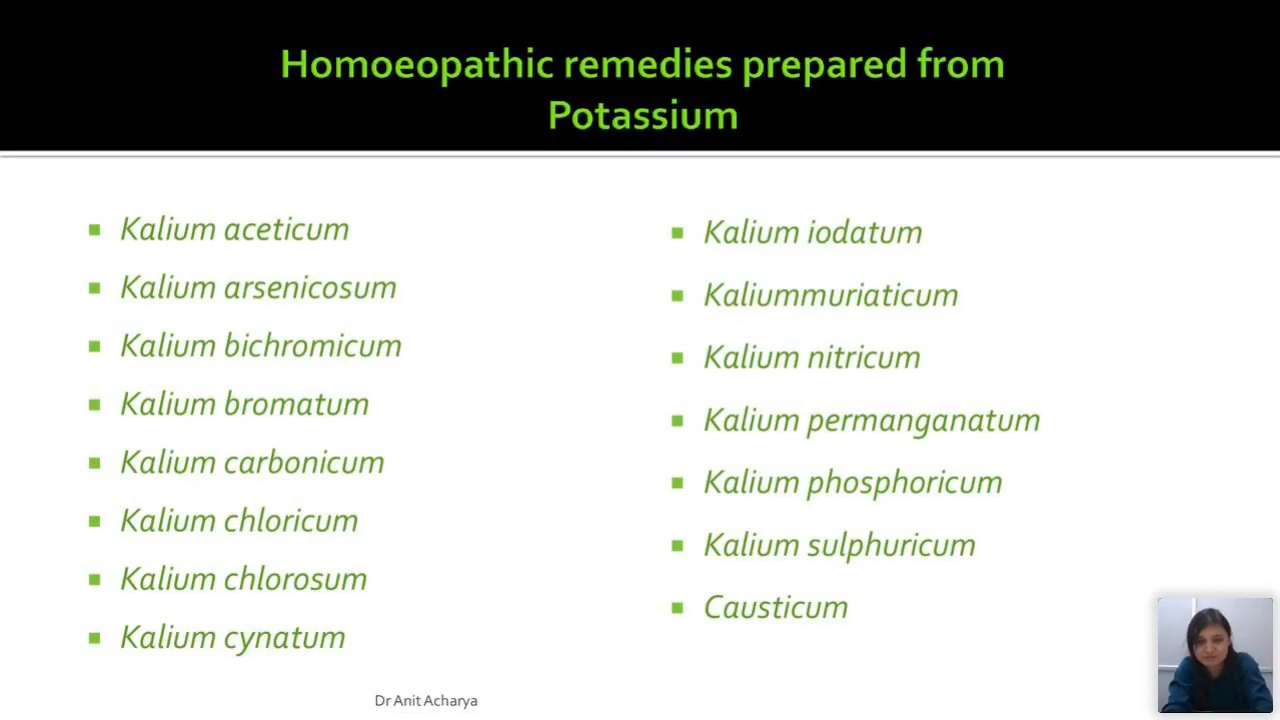 Homoeopathic remedies prepared from
Potassium
Kalium aceticum
Kalium arsenicosum
Kalium bichromicum
Kalium bromatum
Kalium carbonicum
Kalium chloricum
Kalium chlorosum
Kalium cynatum
Kalium iodatum
Kaliummuriaticum
Kalium nitricum
Kalium permanganatum
Kalium phosphoricum
Kalium sulphuricum
Causticum
Dr Anit Acharya